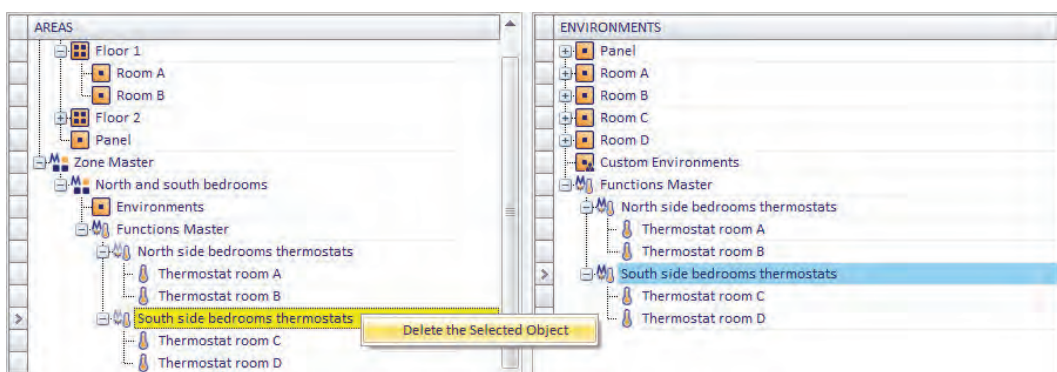 AREAS
Floor 1
Room A
Room B
Floor 2
Panel
Zone Master
North and south bedrooms
Environments
Functions Master
North side bedrooms thermostats
Thermostat room A
Thermostat room B
South side bedrooms thermostats
Delete the Selected Object
Thermostat room C
Thermostat room D
ENVIRONMENTS
Panel
Room A
Room B
Room C
Room D
Custom Environments
Functions Master
North side bedrooms thermostats
Thermostat room A
Thermostat room B
South side bedrooms thermostats
Thermostat room C
Thermostat room D